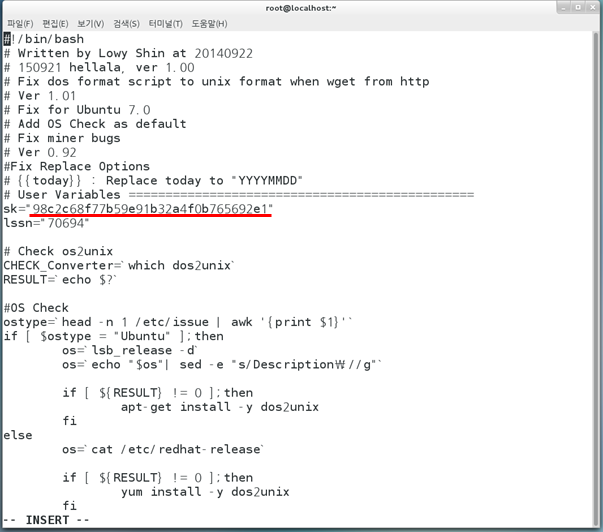 root@localhost:~
파일(F) 편집(E) 보기(V) 검색(S) 터미널(T) 도움말(H)
#!/bin/bash
# Written by Lowy Shin at 20140922
# 150921 hellala, ver 1.00
# Fix dos format script to unix format when wget from http
# Ver 1.01
# Fix for Ubuntu 7.0
# Add OS Check as default
# Fix miner bugs
# Ver 0.92
#Fix Replace Options
# {{today}} : Replace today to "YYYYMMDD"
# User Variables ===============================================
sk="98c2c68f77b59e91b32a4f0b765692e1"
lssn="70694"
# Check os2unix
CHECK_Converter=`which dos2unix`
RESULT=`echo $?`
#OS Check
ostype=`head -n 1 /etc/issue | awk '{print $1}'`
if [ $ostype = "Ubuntu" ];then
os=`lsb_release -d`
os=`echo "$os"| sed -e "s/Description₩//g"`
if [ ${RESULT} != 0 ];then
apt-get install -y dos2unix
fi
else
os=`cat /etc/redhat-release`
if [ ${RESULT} != 0 ];then
yum install -y dos2unix
fi
-- INSERT --